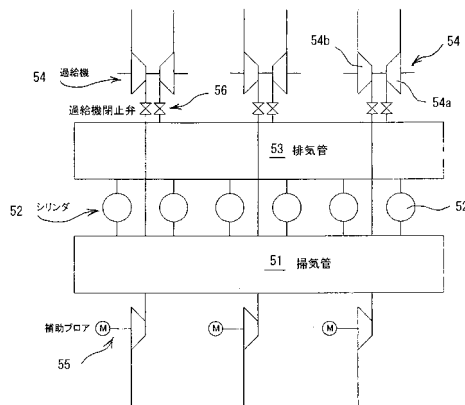 54b
54
54 過給機
54a
過給機閉止弁
56
53 排気管
52 シリンダ
52
51 掃気管
補助ブロア M M M
55